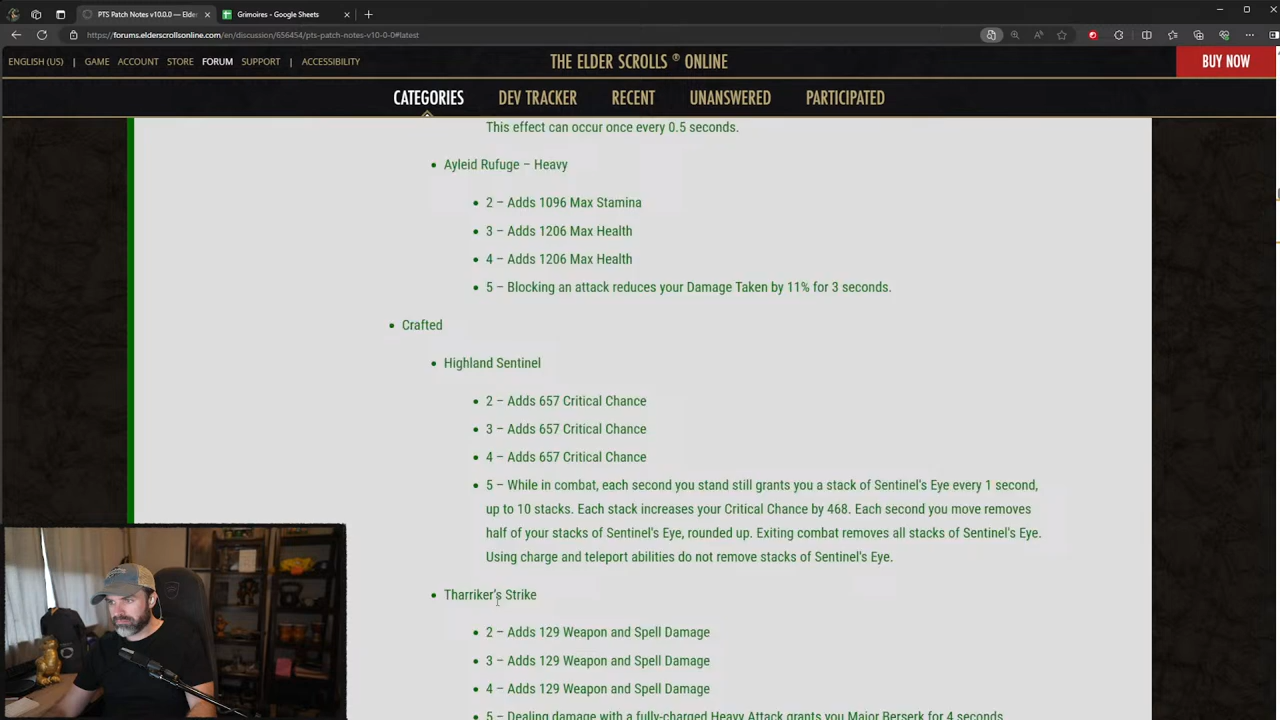 PTS Patch Notes v10.0.0 — Elder
Grimoires - Google Sheets
https://forums.elderscrollsonline.com/en/discussion/656454/pts-patch-notes-v10-0-0#latest
ENGLISH (US) | GAME ACCOUNT STORE FORUM SUPPORT | ACCESSIBILITY
THE ELDER SCROLLS ® ONLINE
BUY NOW
CATEGORIES DEV TRACKER RECENT UNANSWERED PARTICIPATED
This effect can occur once every 0.5 seconds.
• Ayleid Rufuge – Heavy
• 2 – Adds 1096 Max Stamina
• 3 – Adds 1206 Max Health
• 4 – Adds 1206 Max Health
• 5 – Blocking an attack reduces your Damage Taken by 11% for 3 seconds.
• Crafted
• Highland Sentinel
• 2 – Adds 657 Critical Chance
• 3 – Adds 657 Critical Chance
• 4 – Adds 657 Critical Chance
• 5 – While in combat, each second you stand still grants you a stack of Sentinel's Eye every 1 second,
up to 10 stacks. Each stack increases your Critical Chance by 468. Each second you move removes
half of your stacks of Sentinel's Eye, rounded up. Exiting combat removes all stacks of Sentinel's Eye.
Using charge and teleport abilities do not remove stacks of Sentinel's Eye.
• Tharriker's Strike
• 2 – Adds 129 Weapon and Spell Damage
• 3 – Adds 129 Weapon and Spell Damage
• 4 – Adds 129 Weapon and Spell Damage
• 5 – Dealing damage with a fully-charged Heavy Attack grants you Major Berserk for 4 seconds